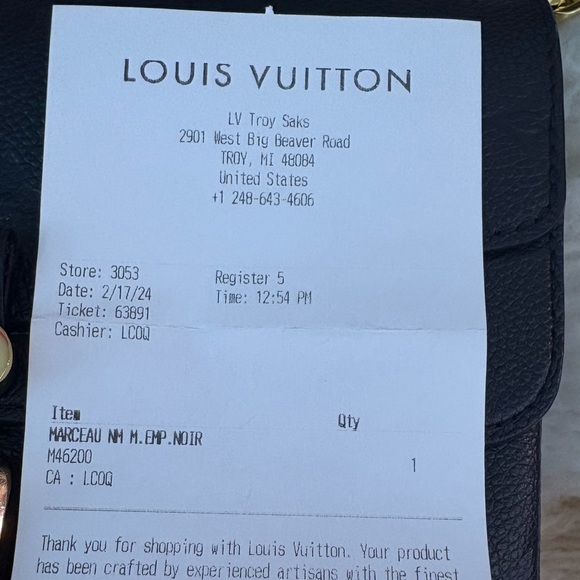 LOUIS VUITTON
LV Troy Saks
2901 West Big Beaver Road
TROY, MI 48084
United States
+1 248-643-4606
Store: 3053 Register 5
Date: 2/17/24 Time: 12:54 PM
Ticket: 63891
Cashier: LCOQ
Item Qty
MARCEAU NM M.EMP.NOIR
M46200 1
CA : LCOQ
Thank you for shopping with Louis Vuitton. Your product
has been crafted by experienced artisans with the finest